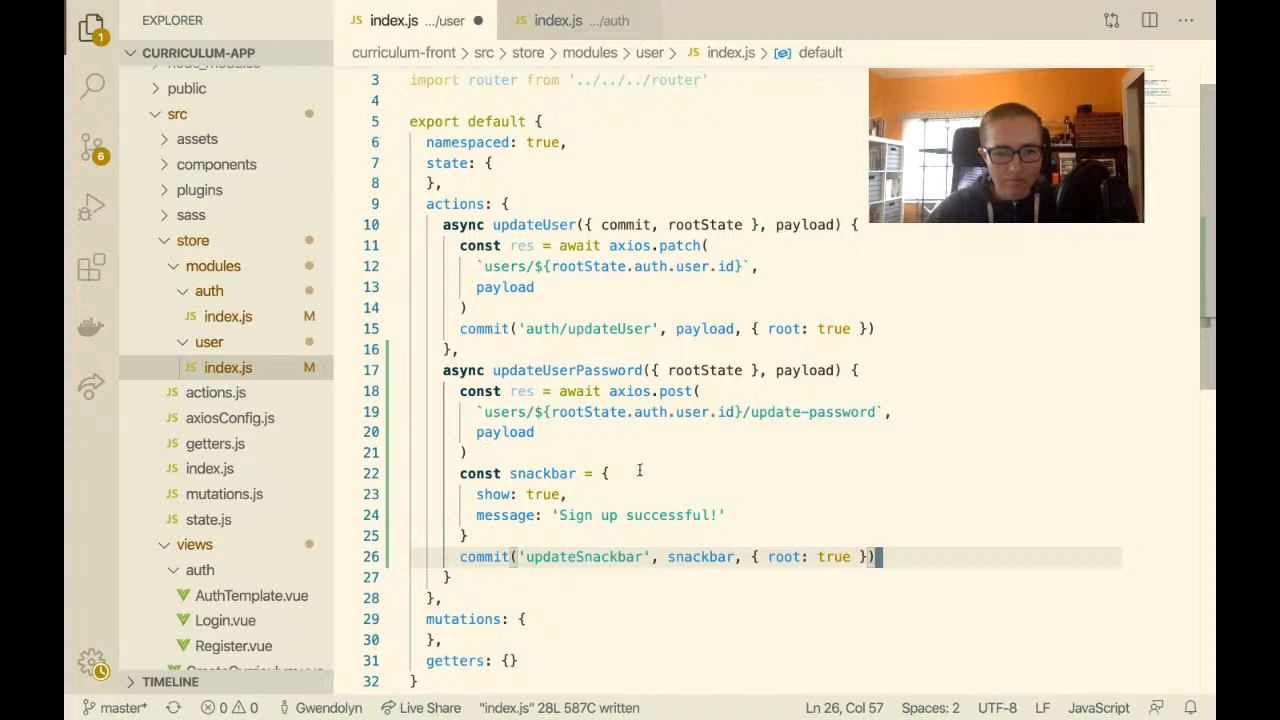 EXPLORER
index.js .../user
index.js .../auth
1
CURRICULUM-APP
curriculum-front > src > store > modules > user > JS index.js > default
public
src
assets
components
plugins
sass
store
modules
auth
JS index.js M
user
JS index.js M
JS actions.js
JS axiosConfig.js
JS getters.js
JS index.js
JS mutations.js
JS state.js
views
auth
AuthTemplate.vue
Login.vue
Register.vue
TIMELINE
6
3 import router from '../../../router'
4
5 export default {
6 namespaced: true,
7 state: {
8 },
9 actions: {
10 async updateUser({ commit, rootState }, payload) {
11 const res = await axios.patch(
12 `users/${rootState.auth.user.id}`,
13 payload
14 )
15 commit('auth/updateUser', payload, { root: true })
16 },
17 async updateUserPassword({ rootState }, payload) {
18 const res = await axios.post(
19 `users/${rootState.auth.user.id}/update-password`,
20 payload
21 )
22 const snackbar = {
23 show: true,
24 message: 'Sign up successful!'
25 }
26 commit('updateSnackbar', snackbar, { root: true })
27 }
28 },
29 mutations: {
30 },
31 getters: {}
32 }
master* 0 0 Gwendolyn Live Share "index.js" 28L 587C written Ln 26, Col 57 Spaces: 2 UTF-8 LF JavaScript